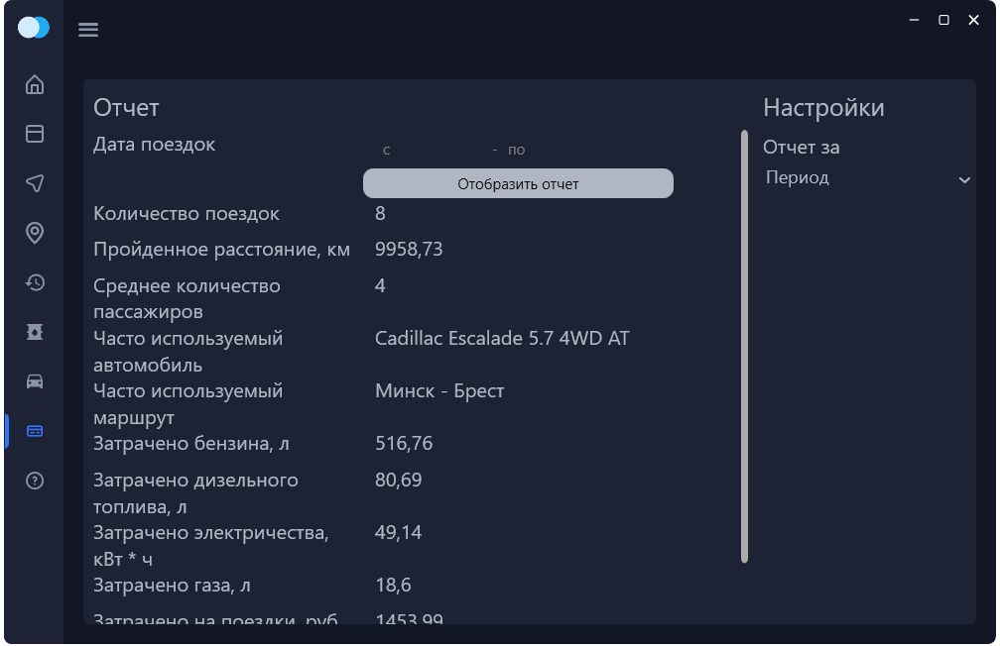 Отчет
Настройки
Дата поездок
с - по
Отчет за
Отобразить отчет
Период
Количество поездок 8
Пройденное расстояние, км 9958,73
Среднее количество 4
пассажиров
Часто используемый Cadillac Escalade 5.7 4WD AT
автомобиль
Часто используемый Минск - Брест
маршрут
Затрачено бензина, л 516,76
Затрачено дизельного 80,69
топлива, л
Затрачено электричества, 49,14
кВт * ч
Затрачено газа, л 18,6
Затрачено на поездки, руб 1453,99